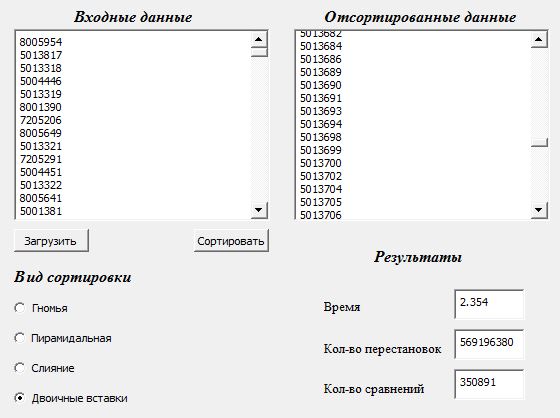 Входные данные
8005954
5013817
5013318
5004446
5013319
8001390
7205206
8005649
5013321
7205291
5004451
5013322
8005641
5001381
Загрузить
Сортировать
Вид сортировки
Гномья
Пирамидальная
Слияние
Двоичные вставки
Отсортированные данные
5013682
5013684
5013686
5013689
5013690
5013691
5013693
5013694
5013698
5013699
5013700
5013702
5013704
5013705
5013706
Результаты
Время
2.354
Кол-во перестановок
569196380
Кол-во сравнений
350891